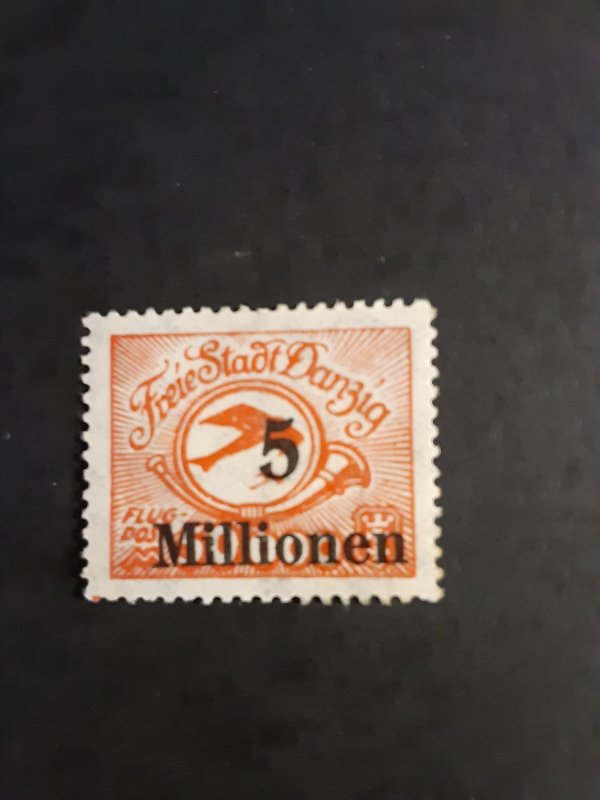 Freie Stadt Danzig
5
FLUG-
Millionen